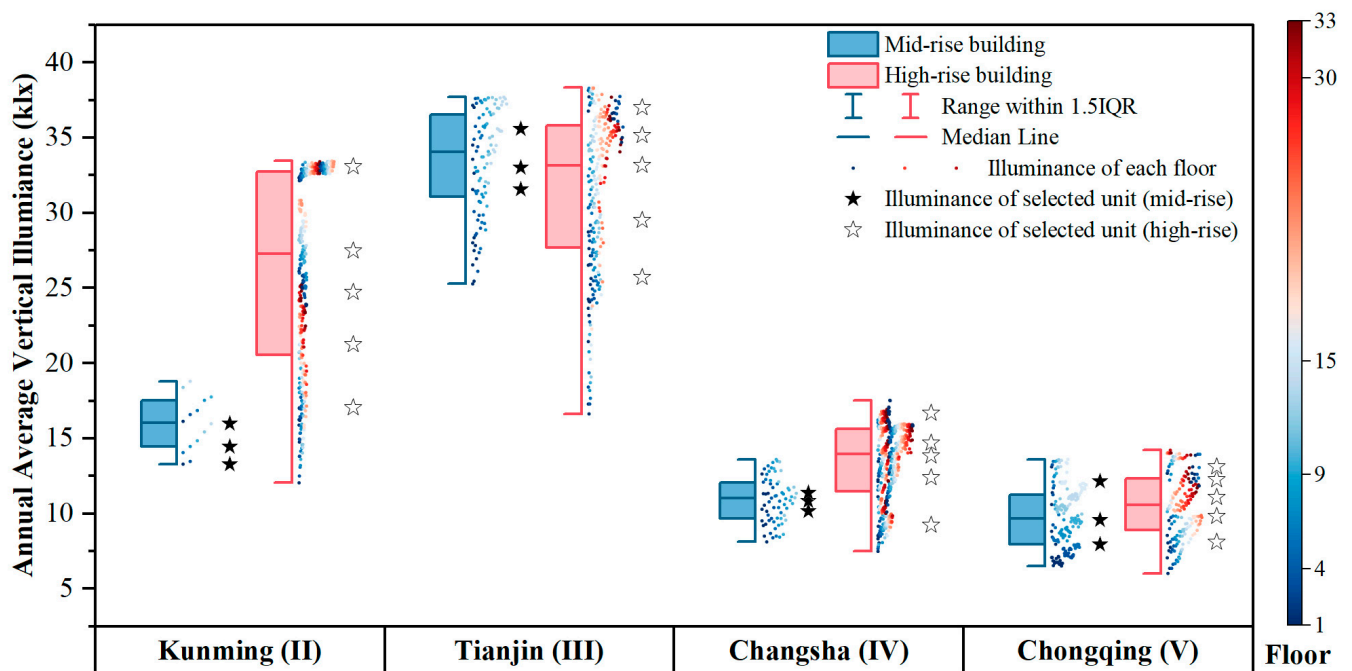 Annual Average Vertical Illumiance (klx)
40
35
30
25
20
15
10
5
Mid-rise building
High-rise building
Range within 1.5IQR
Median Line
Illuminance of each floor
Illuminance of selected unit (mid-rise)
Illuminance of selected unit (high-rise)
Kunming (II)
Tianjin (III)
Changsha (IV)
Chongqing (V)
33
30
15
9
4
1
Floor